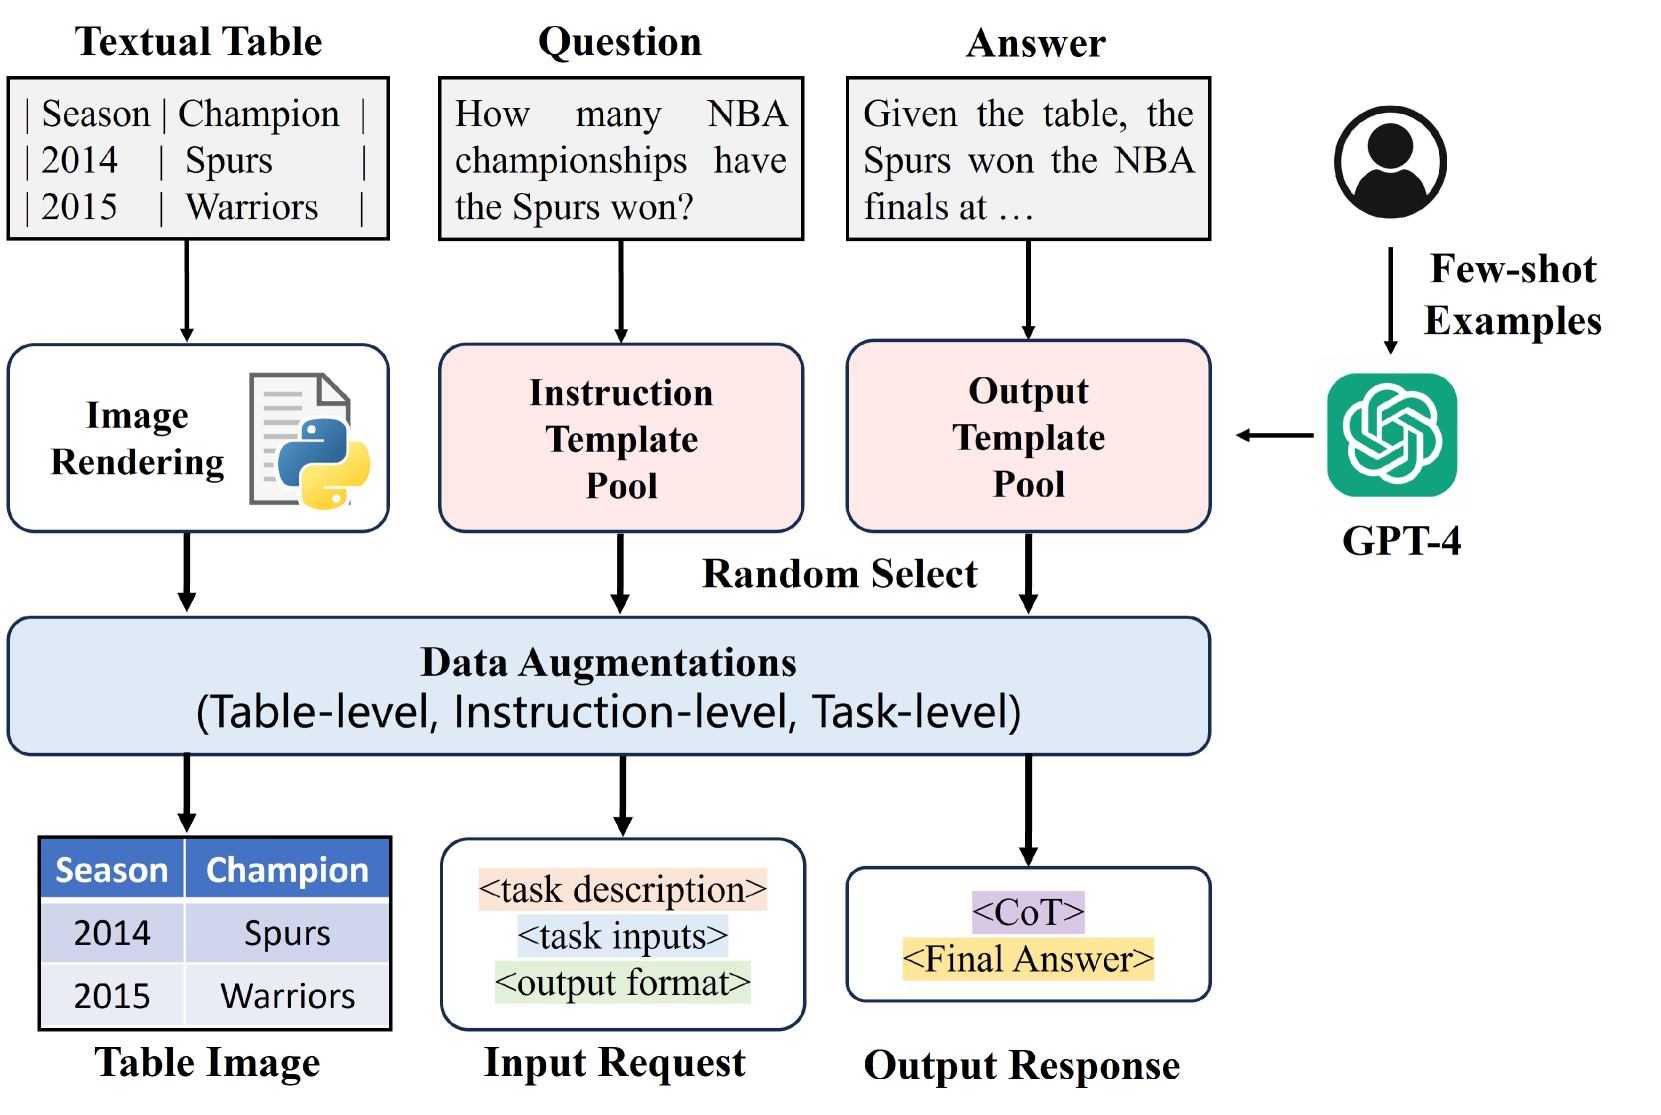 Textual Table
Question
Answer
| Season | Champion |
| 2014 | Spurs |
| 2015 | Warriors |
How many NBA
championships have
the Spurs won?
Given the table, the
Spurs won the NBA
finals at …
Few-shot
Examples
Image
Rendering
Instruction
Template
Pool
Output
Template
Pool
GPT-4
Random Select
Data Augmentations
(Table-level, Instruction-level, Task-level)
Season Champion
2014 Spurs
2015 Warriors
<task description>
<task inputs>
<output format>
<CoT>
<Final Answer>
Table Image
Input Request
Output Response